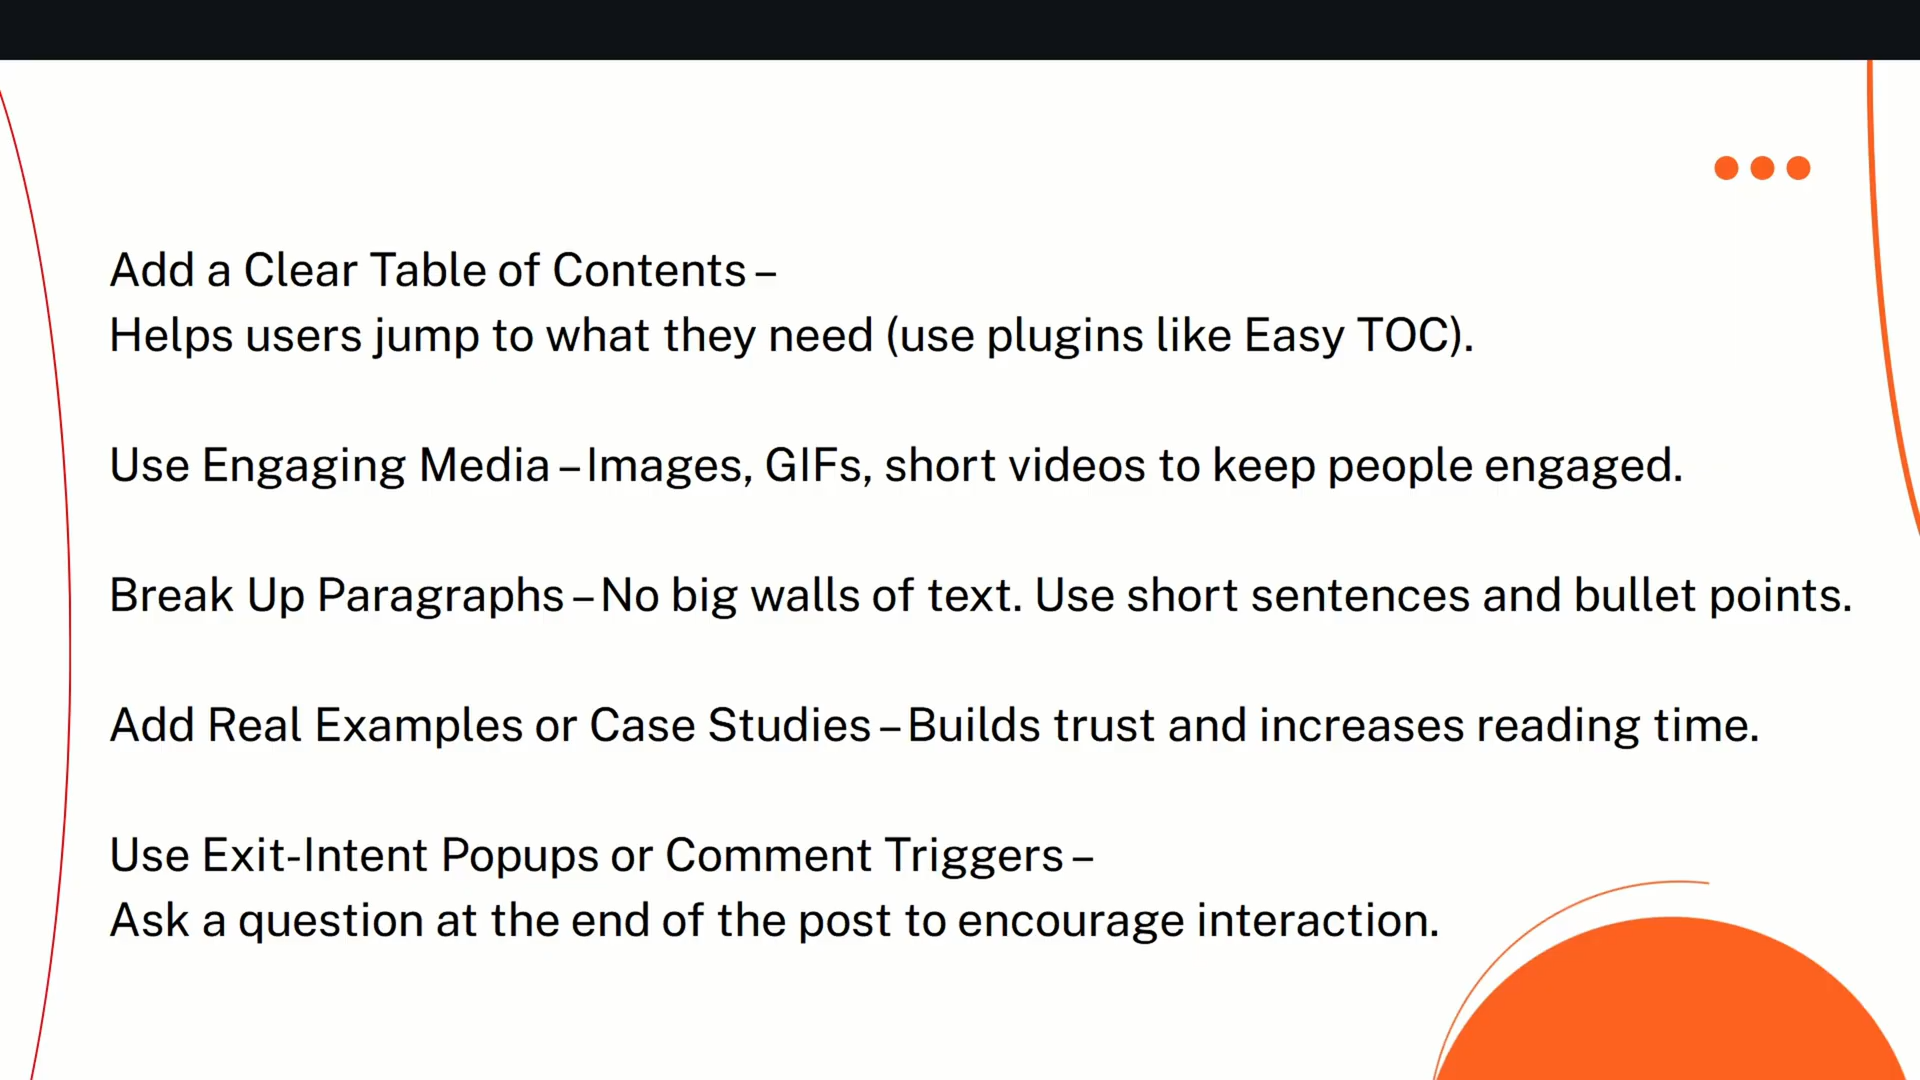 Add a Clear Table of Contents –
Helps users jump to what they need (use plugins like Easy TOC).
Use Engaging Media – Images, GIFs, short videos to keep people engaged.
Break Up Paragraphs – No big walls of text. Use short sentences and bullet points.
Add Real Examples or Case Studies – Builds trust and increases reading time.
Use Exit-Intent Popups or Comment Triggers –
Ask a question at the end of the post to encourage interaction.